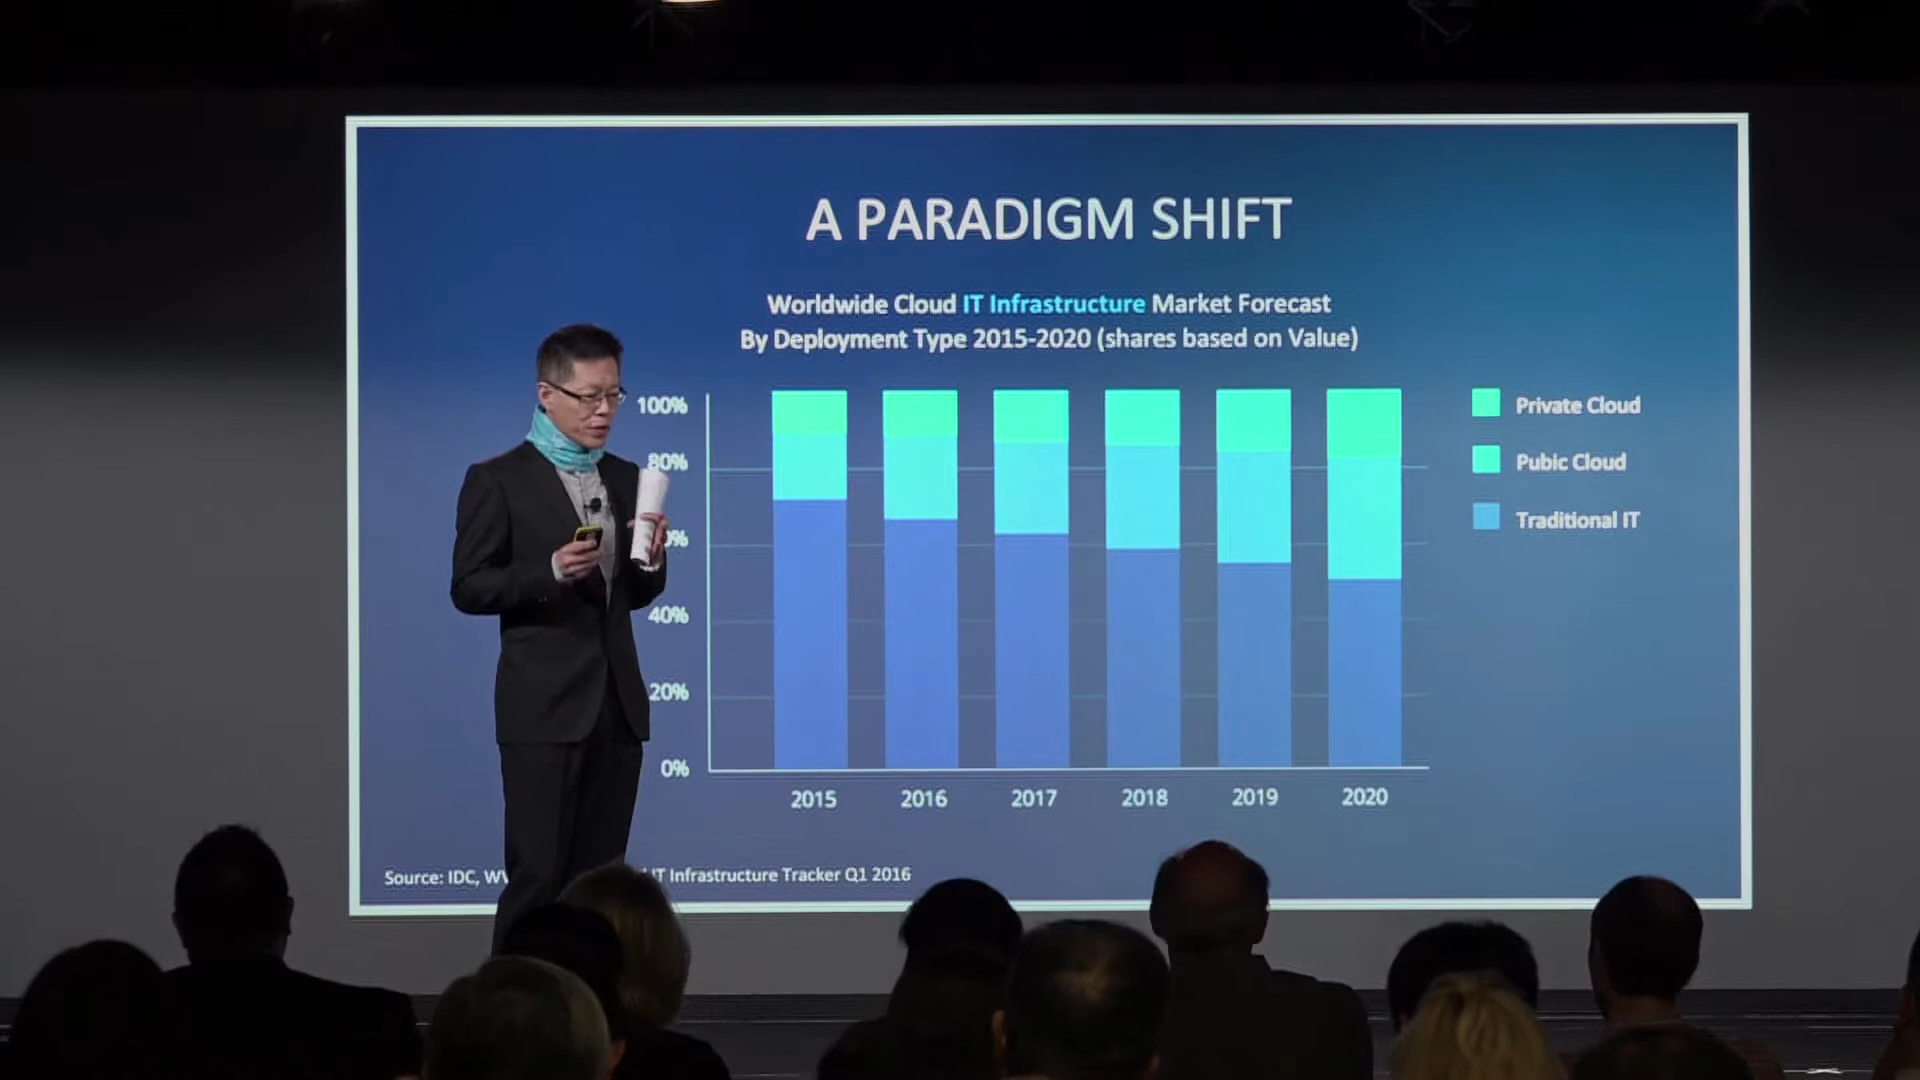 A PARADIGM SHIFT
Worldwide Cloud IT Infrastructure Market Forecast
By Deployment Type 2015-2020 (shares based on Value)
100%
80%
40%
20%
0%
2015 2016 2017 2018 2019 2020
Private Cloud
Pubic Cloud
Traditional IT
Source: IDC, IT Infrastructure Tracker Q1 2016